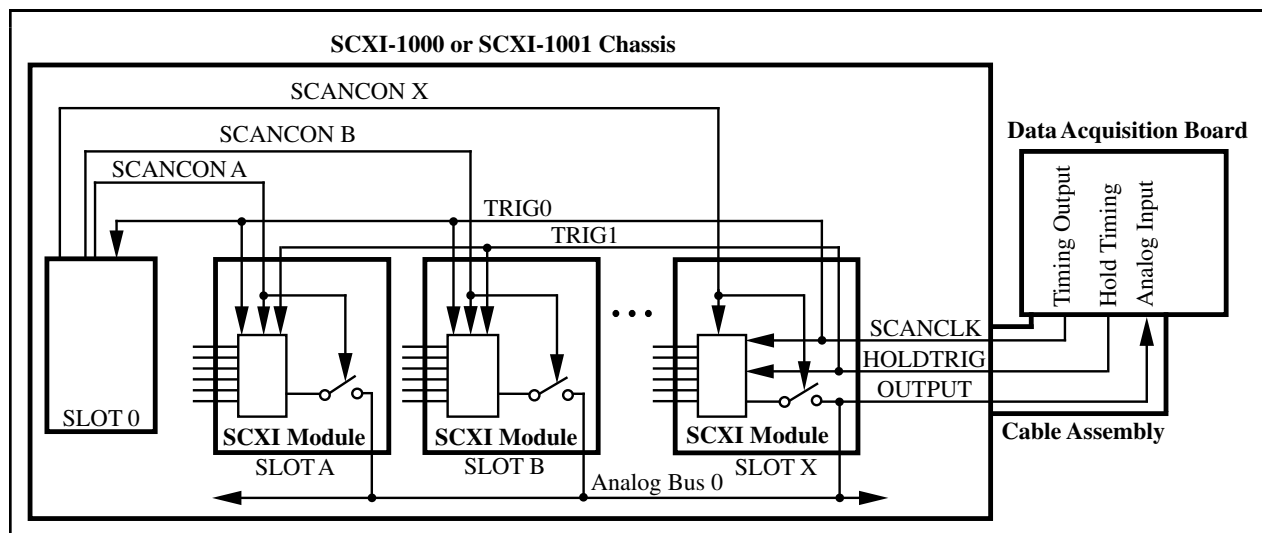 SCXI-1000 or SCXI-1001 Chassis
SCANCON X
SCANCON B
SCANCON A
TRIG0
TRIG1
Data Acquisition Board
Timing Output
Hold Timing
Analog Input
SCANCLK
HOLDTRIG
OUTPUT
Cable Assembly
SLOT 0
SCXI Module
SLOT A
SCXI Module
SLOT B
SCXI Module
SLOT X
Analog Bus 0